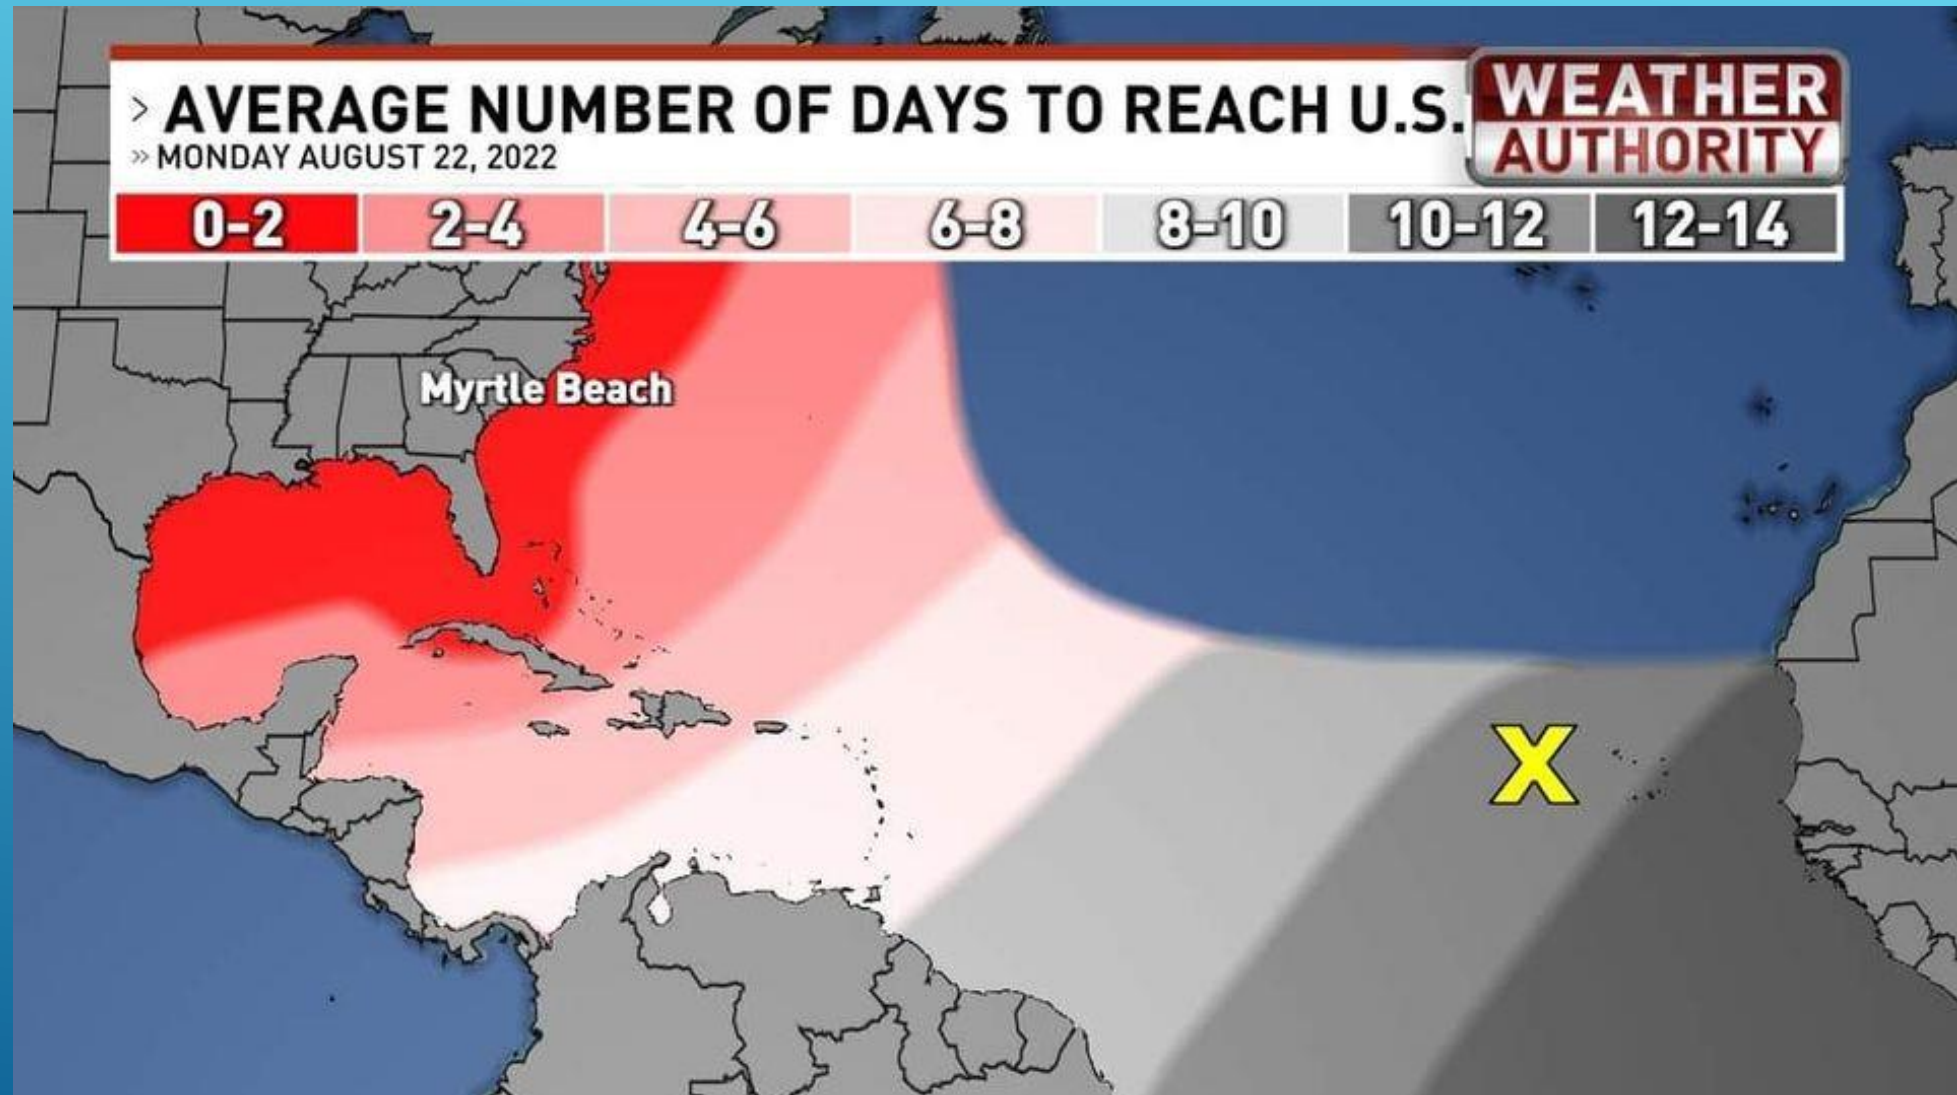 > AVERAGE NUMBER OF DAYS TO REACH U.S.
» MONDAY AUGUST 22, 2022
WEATHER
AUTHORITY
0-2 2-4 4-6 6-8 8-10 10-12 12-14
Myrtle Beach
X